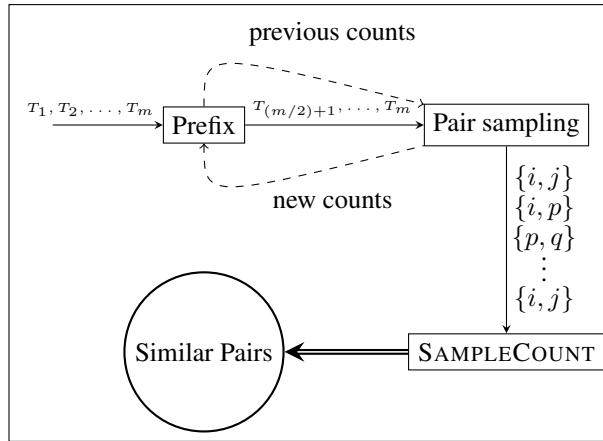 previous counts
T₁, T₂, . . . , Tₘ
T₍ₘ/₂₎₊₁, . . . , Tₘ
Prefix
Pair sampling
new counts
{i, j}
{i, p}
{p, q}
⋮
{i, j}
Similar Pairs
SAMPLECOUNT